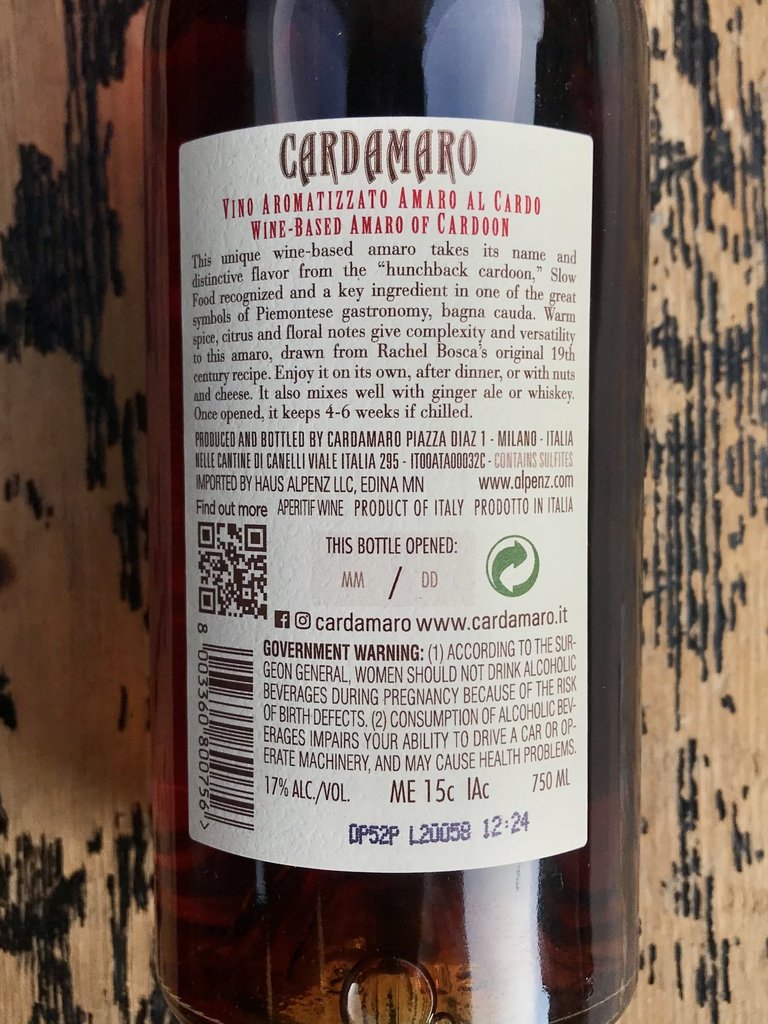 CARDAMARO
VINO AROMATIZZATO AMARO AL CARDO
WINE-BASED AMARO OF CARDOON
This unique wine-based amaro takes its name and
distinctive flavor from the “hunchback cardoon,” Slow
Food recognized and a key ingredient in one of the great
symbols of Piemontese gastronomy, bagna cauda. Warm
spice, citrus and floral notes give complexity and versatility
to this amaro, drawn from Rachel Bosca's original 19th
century recipe. Enjoy it on its own, after dinner, or with nuts
and cheese. It also mixes well with ginger ale or whiskey.
Once opened, it keeps 4-6 weeks if chilled.
PRODUCED AND BOTTLED BY CARDAMARO PIAZZA DIAZ 1 - MILANO - ITALIA
NELLE CANTINE DI CANELLI VIALE ITALIA 295 - IT00ATA00032C - CONTAINS SULFITES
IMPORTED BY HAUS ALPENZ LLC, EDINA MN www.alpenz.com
Find out more APERITIF WINE PRODUCT OF ITALY PRODOTTO IN ITALIA
THIS BOTTLE OPENED:
MM / DD
cardamaro www.cardamaro.it
GOVERNMENT WARNING: (1) ACCORDING TO THE SUR-
GEON GENERAL, WOMEN SHOULD NOT DRINK ALCOHOLIC
BEVERAGES DURING PREGNANCY BECAUSE OF THE RISK
OF BIRTH DEFECTS. (2) CONSUMPTION OF ALCOHOLIC BEV-
ERAGES IMPAIRS YOUR ABILITY TO DRIVE A CAR OR OP-
ERATE MACHINERY, AND MAY CAUSE HEALTH PROBLEMS.
8 003360 800756 >
17% ALC./VOL. ME 15c IAc 750 ML
DP52P L20058 12:24